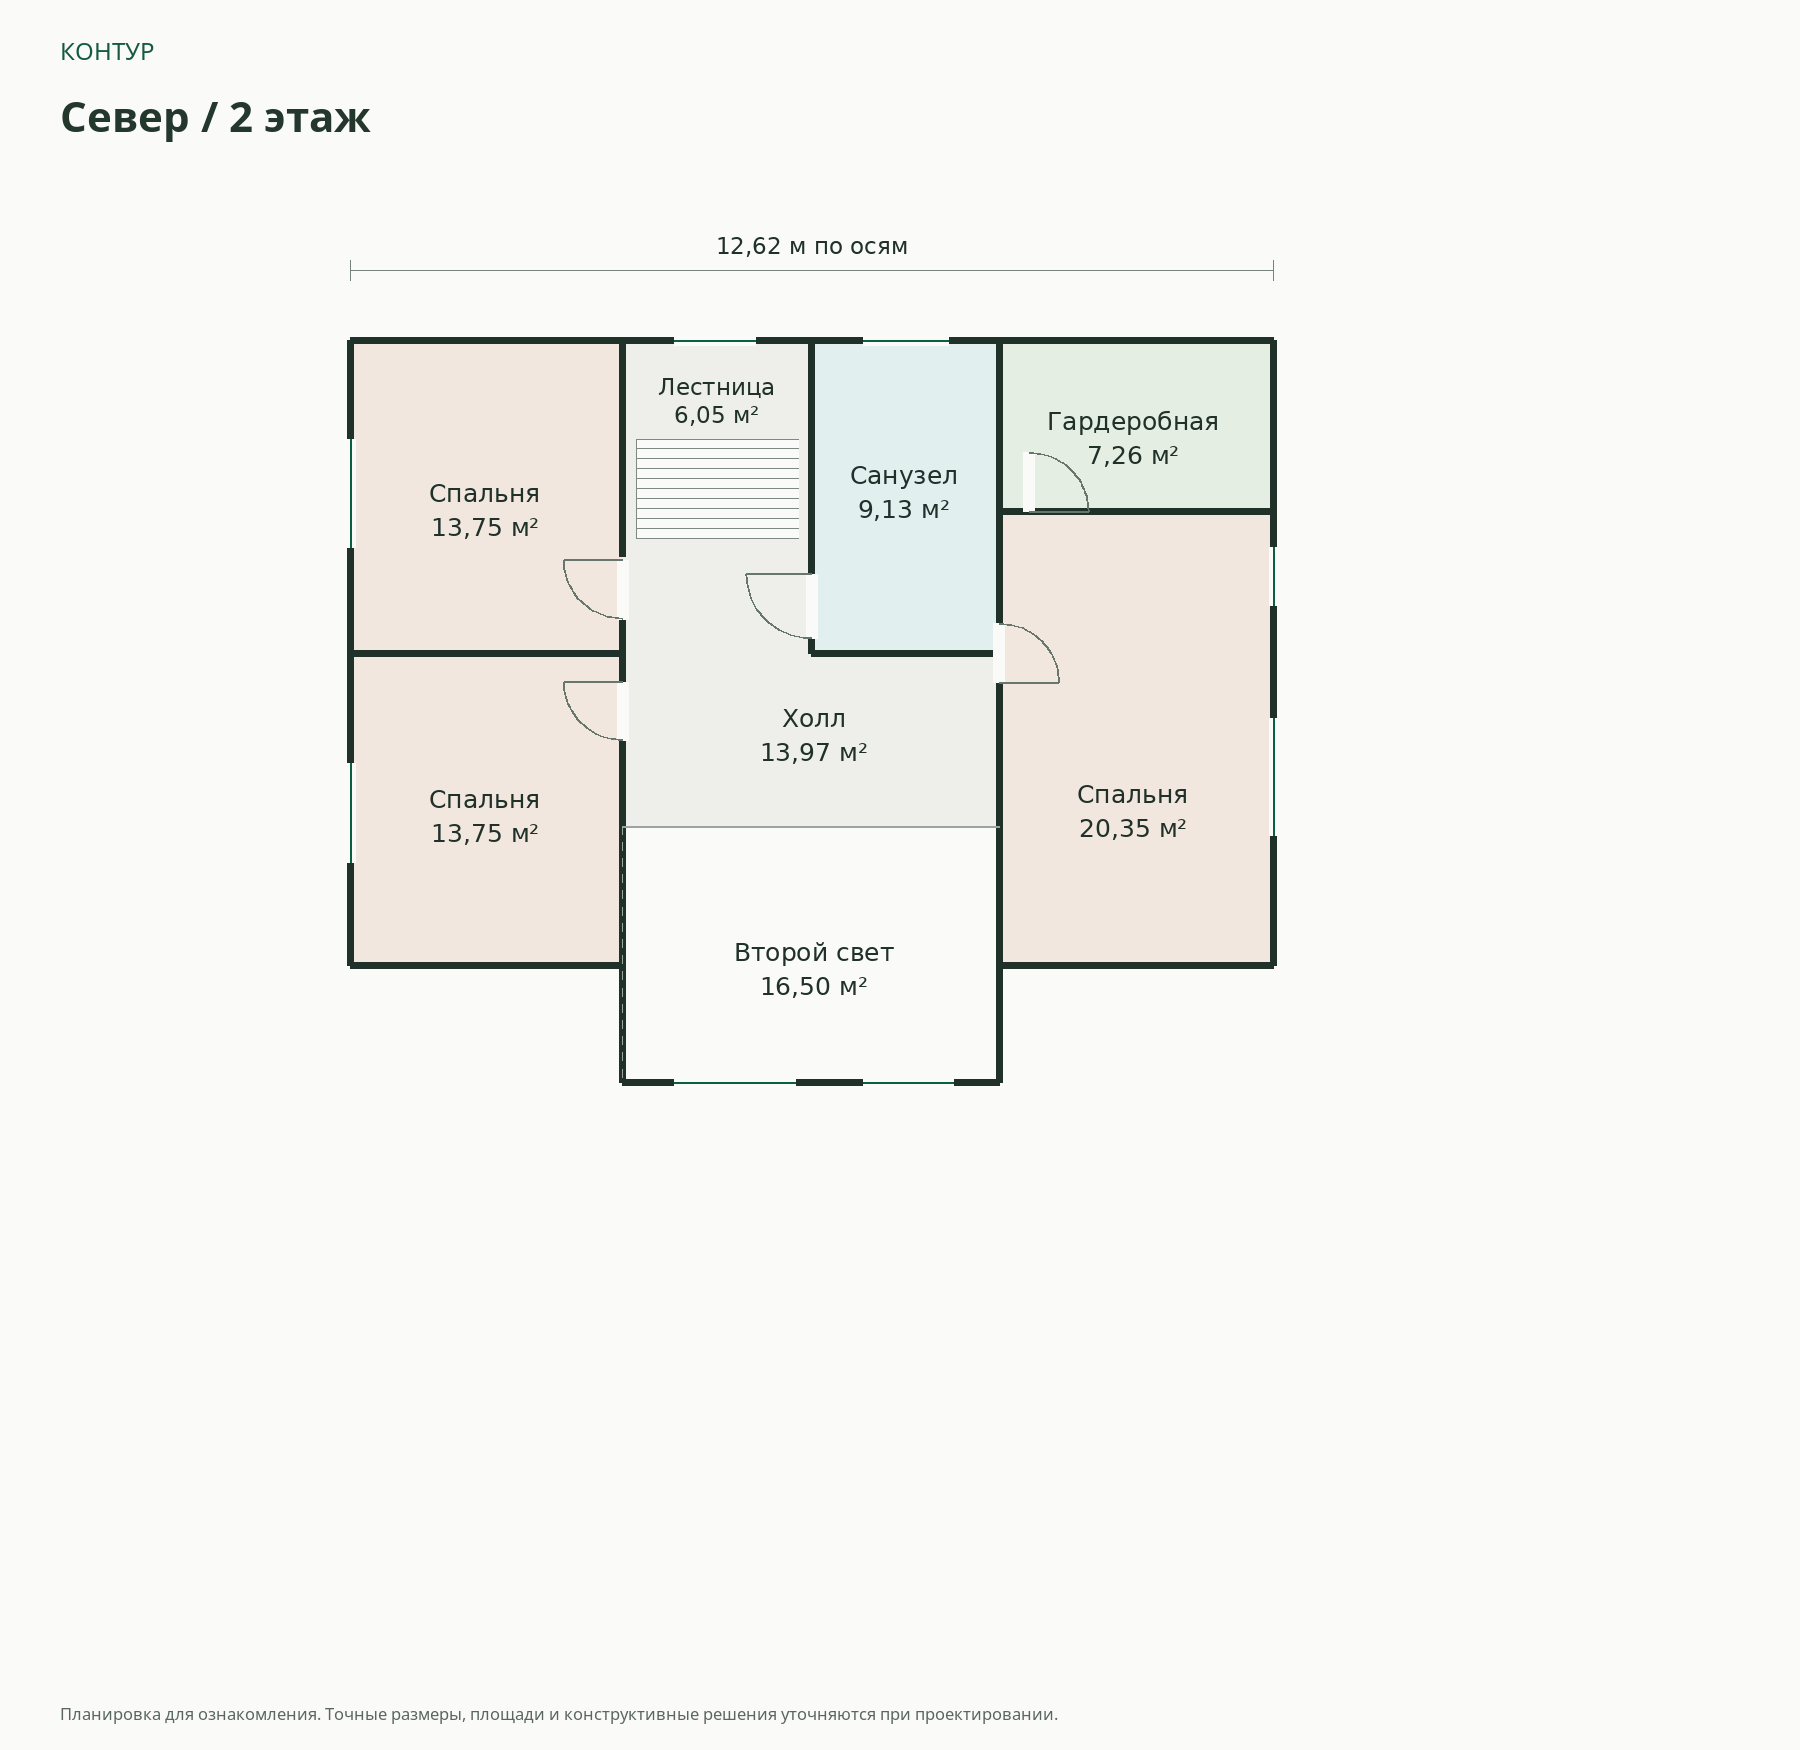 КОНТУР
Север / 2 этаж
12,62 м по осям
Лестница
6,05 м²
Гардеробная
7,26 м²
Санузел
9,13 м²
Спальня
13,75 м²
Холл
13,97 м²
Спальня
13,75 м²
Спальня
20,35 м²
Второй свет
16,50 м²
Планировка для ознакомления. Точные размеры, площади и конструктивные решения уточняются при проектировании.